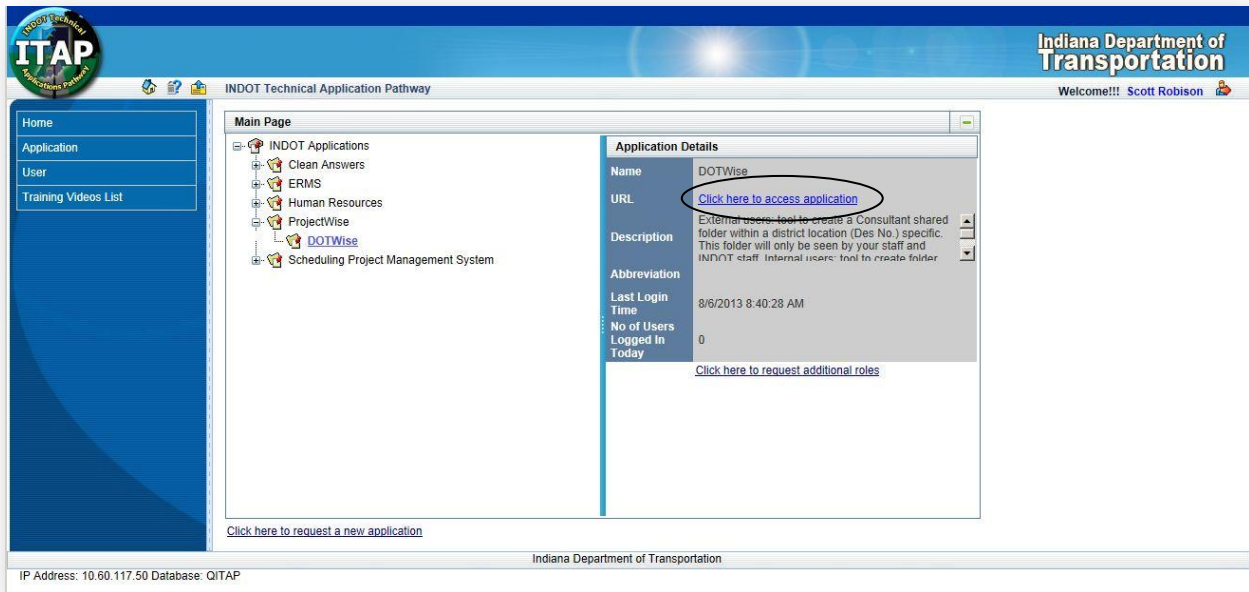 INDOT Technical
ITAP
Applications Pathway
Indiana Department of
Transportation
INDOT Technical Application Pathway
Welcome!!! Scott Robison
Home
Application
User
Training Videos List
Main Page
INDOT Applications
Clean Answers
ERMS
Human Resources
ProjectWise
DOTWise
Scheduling Project Management System
Application Details
Name DOTWise
URL Click here to access application
Description
External users: tool to create a Consultant shared
folder within a district location (Des No.) specific.
This folder will only be seen by your staff and
INDOT staff. Internal users: tool to create folder
Abbreviation
Last Login
Time
8/6/2013 8:40:28 AM
No of Users
Logged In
Today
0
Click here to request additional roles
Click here to request a new application
Indiana Department of Transportation
IP Address: 10.60.117.50 Database: QITAP